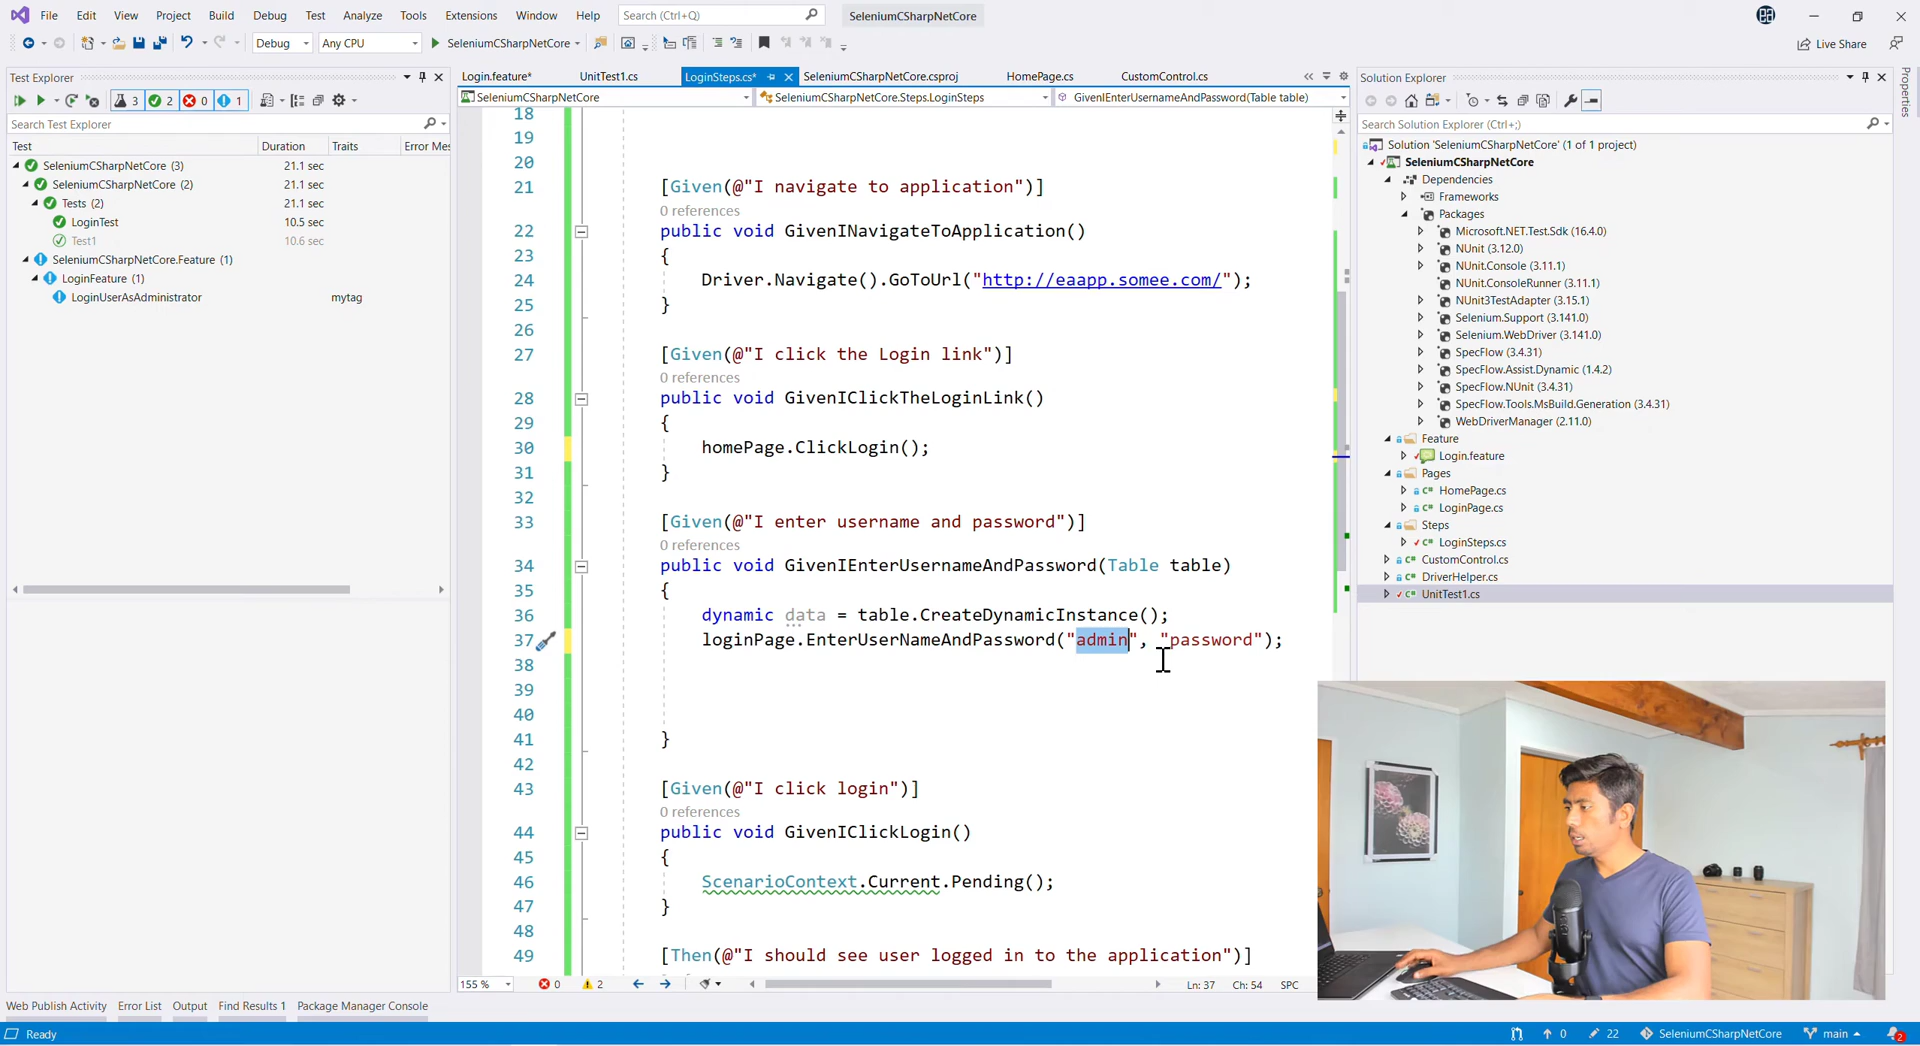 File Edit View Project Build Debug Test Analyze Tools Extensions Window Help Search (Ctrl+Q) SeleniumCSharpNetCore
Debug Any CPU SeleniumCSharpNetCore Live Share
Test Explorer
3 2 0 1
Search Test Explorer
Test Duration Traits Error Mes
SeleniumCSharpNetCore (3) 21.1 sec
SeleniumCSharpNetCore (2) 21.1 sec
Tests (2) 21.1 sec
LoginTest 10.5 sec
Test1 10.6 sec
SeleniumCSharpNetCore.Feature (1)
LoginFeature (1)
LoginUserAsAdministrator mytag
Login.feature* UnitTest1.cs LoginSteps.cs* SeleniumCSharpNetCore.csproj HomePage.cs CustomControl.cs
SeleniumCSharpNetCore SeleniumCSharpNetCore.Steps.LoginSteps GivenIEnterUsernameAndPassword(Table table)
18
19
20
21 [Given(@"I navigate to application")]
0 references
22 public void GivenINavigateToApplication()
23 {
24 Driver.Navigate().GoToUrl("http://eaapp.somee.com/");
25 }
26
27 [Given(@"I click the Login link")]
0 references
28 public void GivenIClickTheLoginLink()
29 {
30 homePage.ClickLogin();
31 }
32
33 [Given(@"I enter username and password")]
0 references
34 public void GivenIEnterUsernameAndPassword(Table table)
35 {
36 dynamic data = table.CreateDynamicInstance();
37 loginPage.EnterUserNameAndPassword("admin", "password");
38
39
40
41 }
42
43 [Given(@"I click login")]
0 references
44 public void GivenIClickLogin()
45 {
46 ScenarioContext.Current.Pending();
47 }
48
49 [Then(@"I should see user logged in to the application")]
155 % 0 2 Ln: 37 Ch: 54 SPC
Solution Explorer
Search Solution Explorer (Ctrl+;)
Solution 'SeleniumCSharpNetCore' (1 of 1 project)
SeleniumCSharpNetCore
Dependencies
Frameworks
Packages
Microsoft.NET.Test.Sdk (16.4.0)
NUnit (3.12.0)
NUnit.Console (3.11.1)
NUnit.ConsoleRunner (3.11.1)
NUnit3TestAdapter (3.15.1)
Selenium.Support (3.141.0)
Selenium.WebDriver (3.141.0)
SpecFlow (3.4.31)
SpecFlow.Assist.Dynamic (1.4.2)
SpecFlow.NUnit (3.4.31)
SpecFlow.Tools.MsBuild.Generation (3.4.31)
WebDriverManager (2.11.0)
Feature
Login.feature
Pages
HomePage.cs
LoginPage.cs
Steps
LoginSteps.cs
CustomControl.cs
DriverHelper.cs
UnitTest1.cs
Properties
Web Publish Activity Error List Output Find Results 1 Package Manager Console
Ready 0 22 SeleniumCSharpNetCore main 2